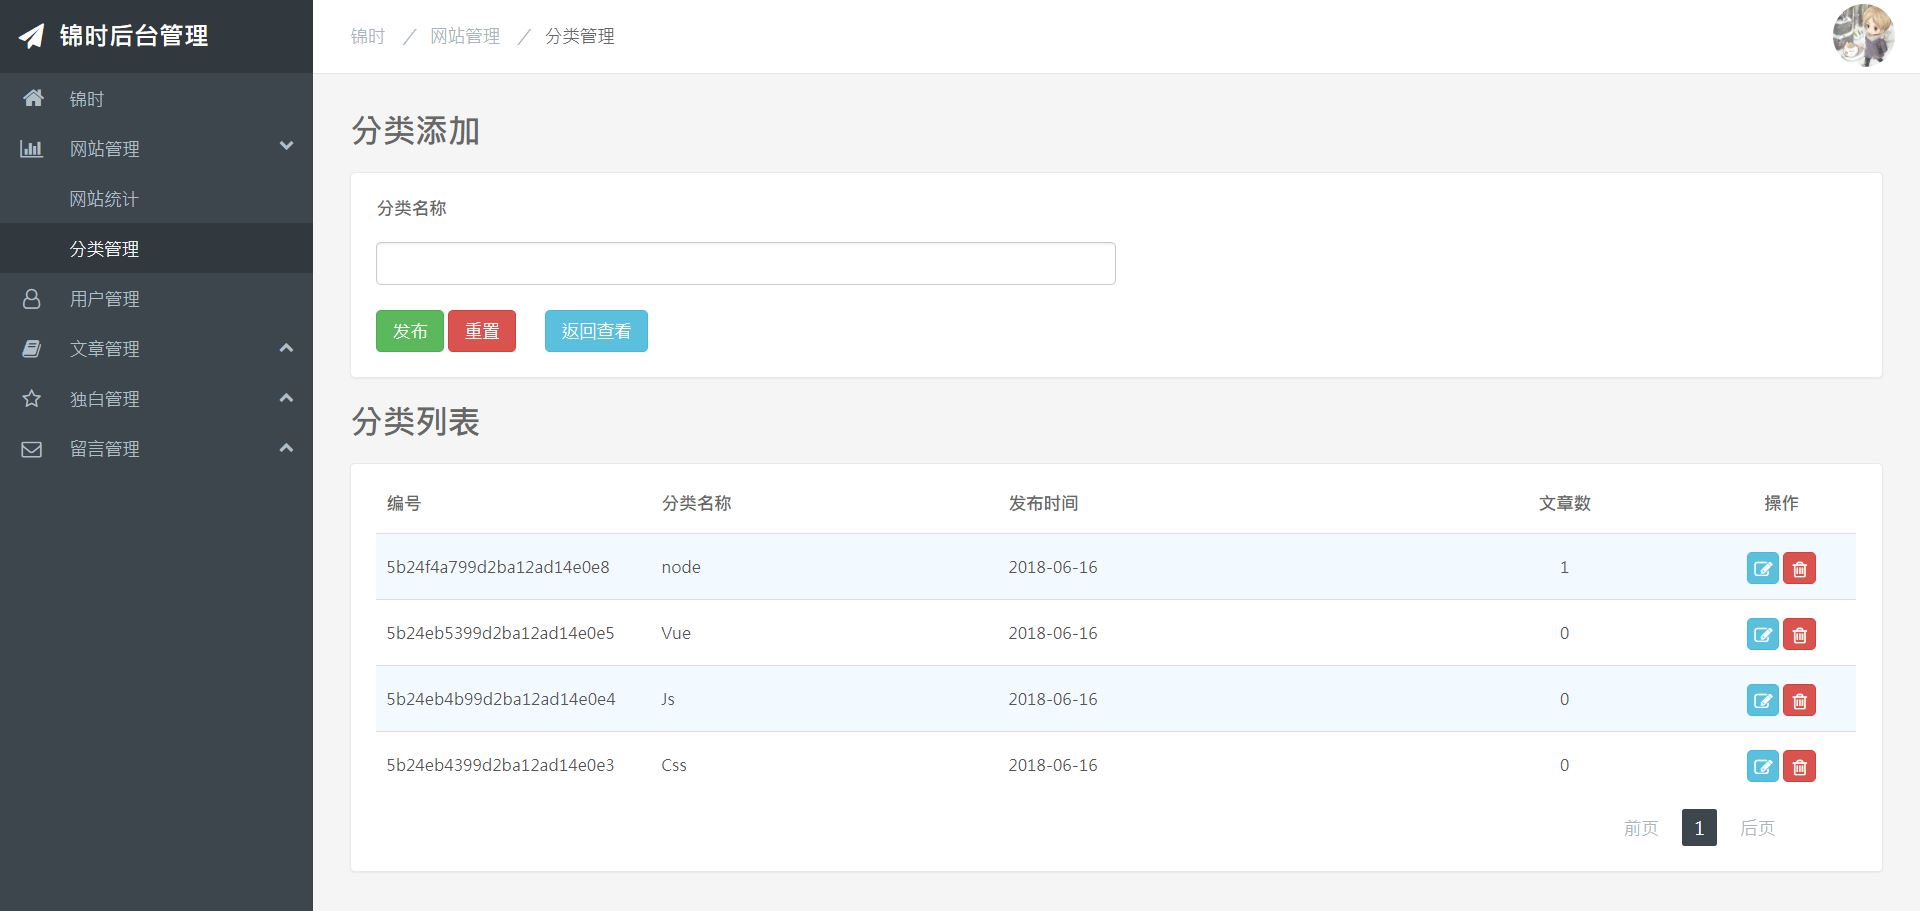 锦时后台管理
锦时 / 网站管理 / 分类管理
锦时
网站管理
网站统计
分类管理
用户管理
文章管理
独白管理
留言管理
分类添加
分类名称
发布 重置 返回查看
分类列表
编号 分类名称 发布时间 文章数 操作
5b24f4a799d2ba12ad14e0e8 node 2018-06-16 1
5b24eb5399d2ba12ad14e0e5 Vue 2018-06-16 0
5b24eb4b99d2ba12ad14e0e4 Js 2018-06-16 0
5b24eb4399d2ba12ad14e0e3 Css 2018-06-16 0
前页 1 后页